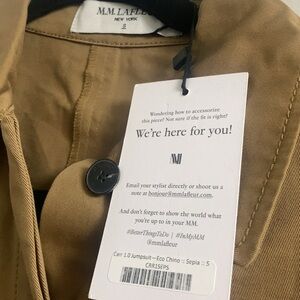 M.M.LAFLEUR
NEW YORK
Wondering how to accessorize
this piece? Not sure if the fit is right?
We're here for you!
Email your stylist directly or shoot us a
note at bonjour@mmlafleur.com
And don't forget to show the world what
you're up to in your MM.
#BetterThingsToDo | #InMyMM
@mmlafleur
Carr 1.0 Jumpsuit—Eco Chino :: Sepia :: S